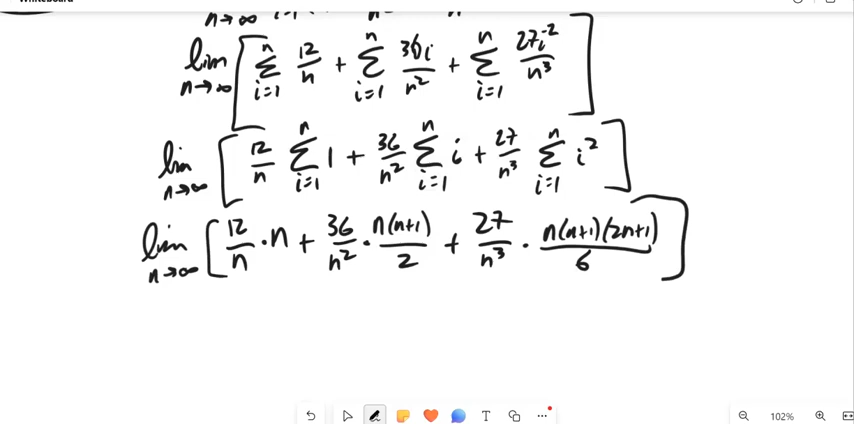 Whiteboard
lim n→∞ [ ∑ i=1 n 12/n + ∑ i=1 n 36i/n² + ∑ i=1 n 27i²/n³ ]
lim n→∞ [ 12/n ∑ i=1 n 1 + 36/n² ∑ i=1 n i + 27/n³ ∑ i=1 n i² ]
lim n→∞ [ 12/n · n + 36/n² · n(n+1)/2 + 27/n³ · n(n+1)(2n+1)/6 ]
T
102%